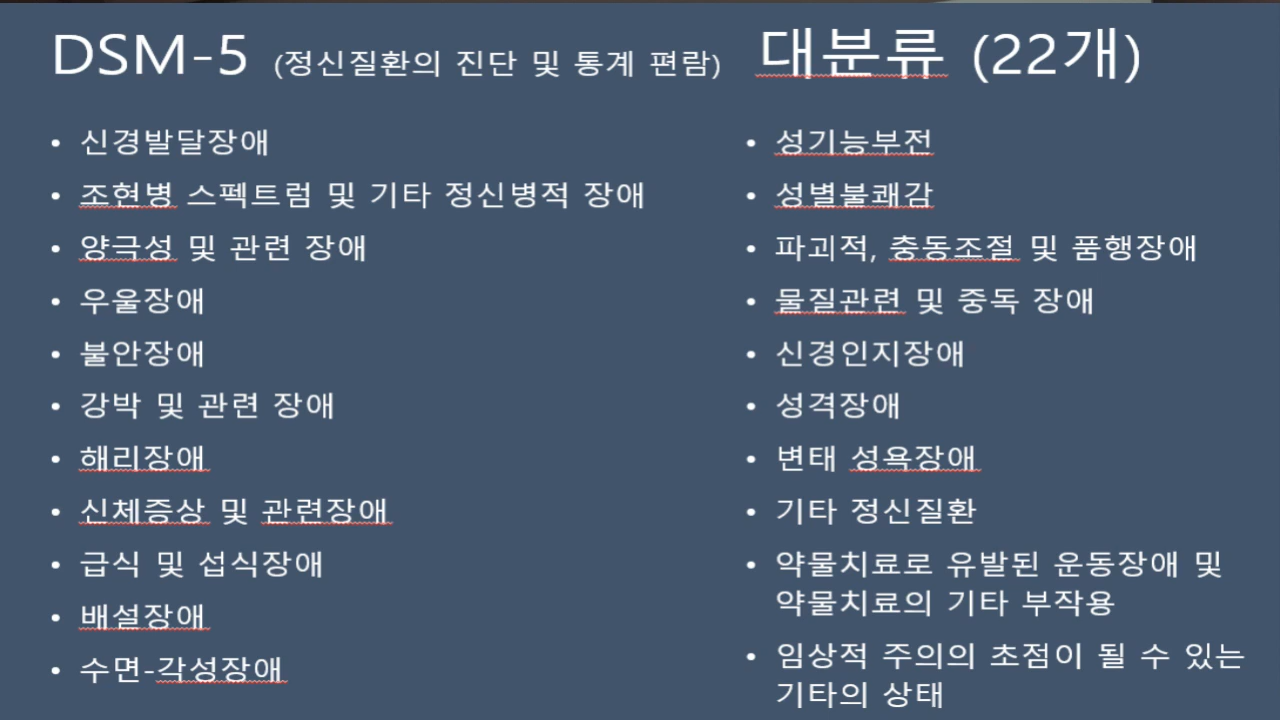 DSM-5 (정신질환의 진단 및 통계 편람) 대분류 (22개)
• 신경발달장애
• 조현병 스펙트럼 및 기타 정신병적 장애
• 양극성 및 관련 장애
• 우울장애
• 불안장애
• 강박 및 관련 장애
• 해리장애
• 신체증상 및 관련장애
• 급식 및 섭식장애
• 배설장애
• 수면-각성장애
• 성기능부전
• 성별불쾌감
• 파괴적, 충동조절 및 품행장애
• 물질관련 및 중독 장애
• 신경인지장애
• 성격장애
• 변태 성욕장애
• 기타 정신질환
• 약물치료로 유발된 운동장애 및
약물치료의 기타 부작용
• 임상적 주의의 초점이 될 수 있는
기타의 상태